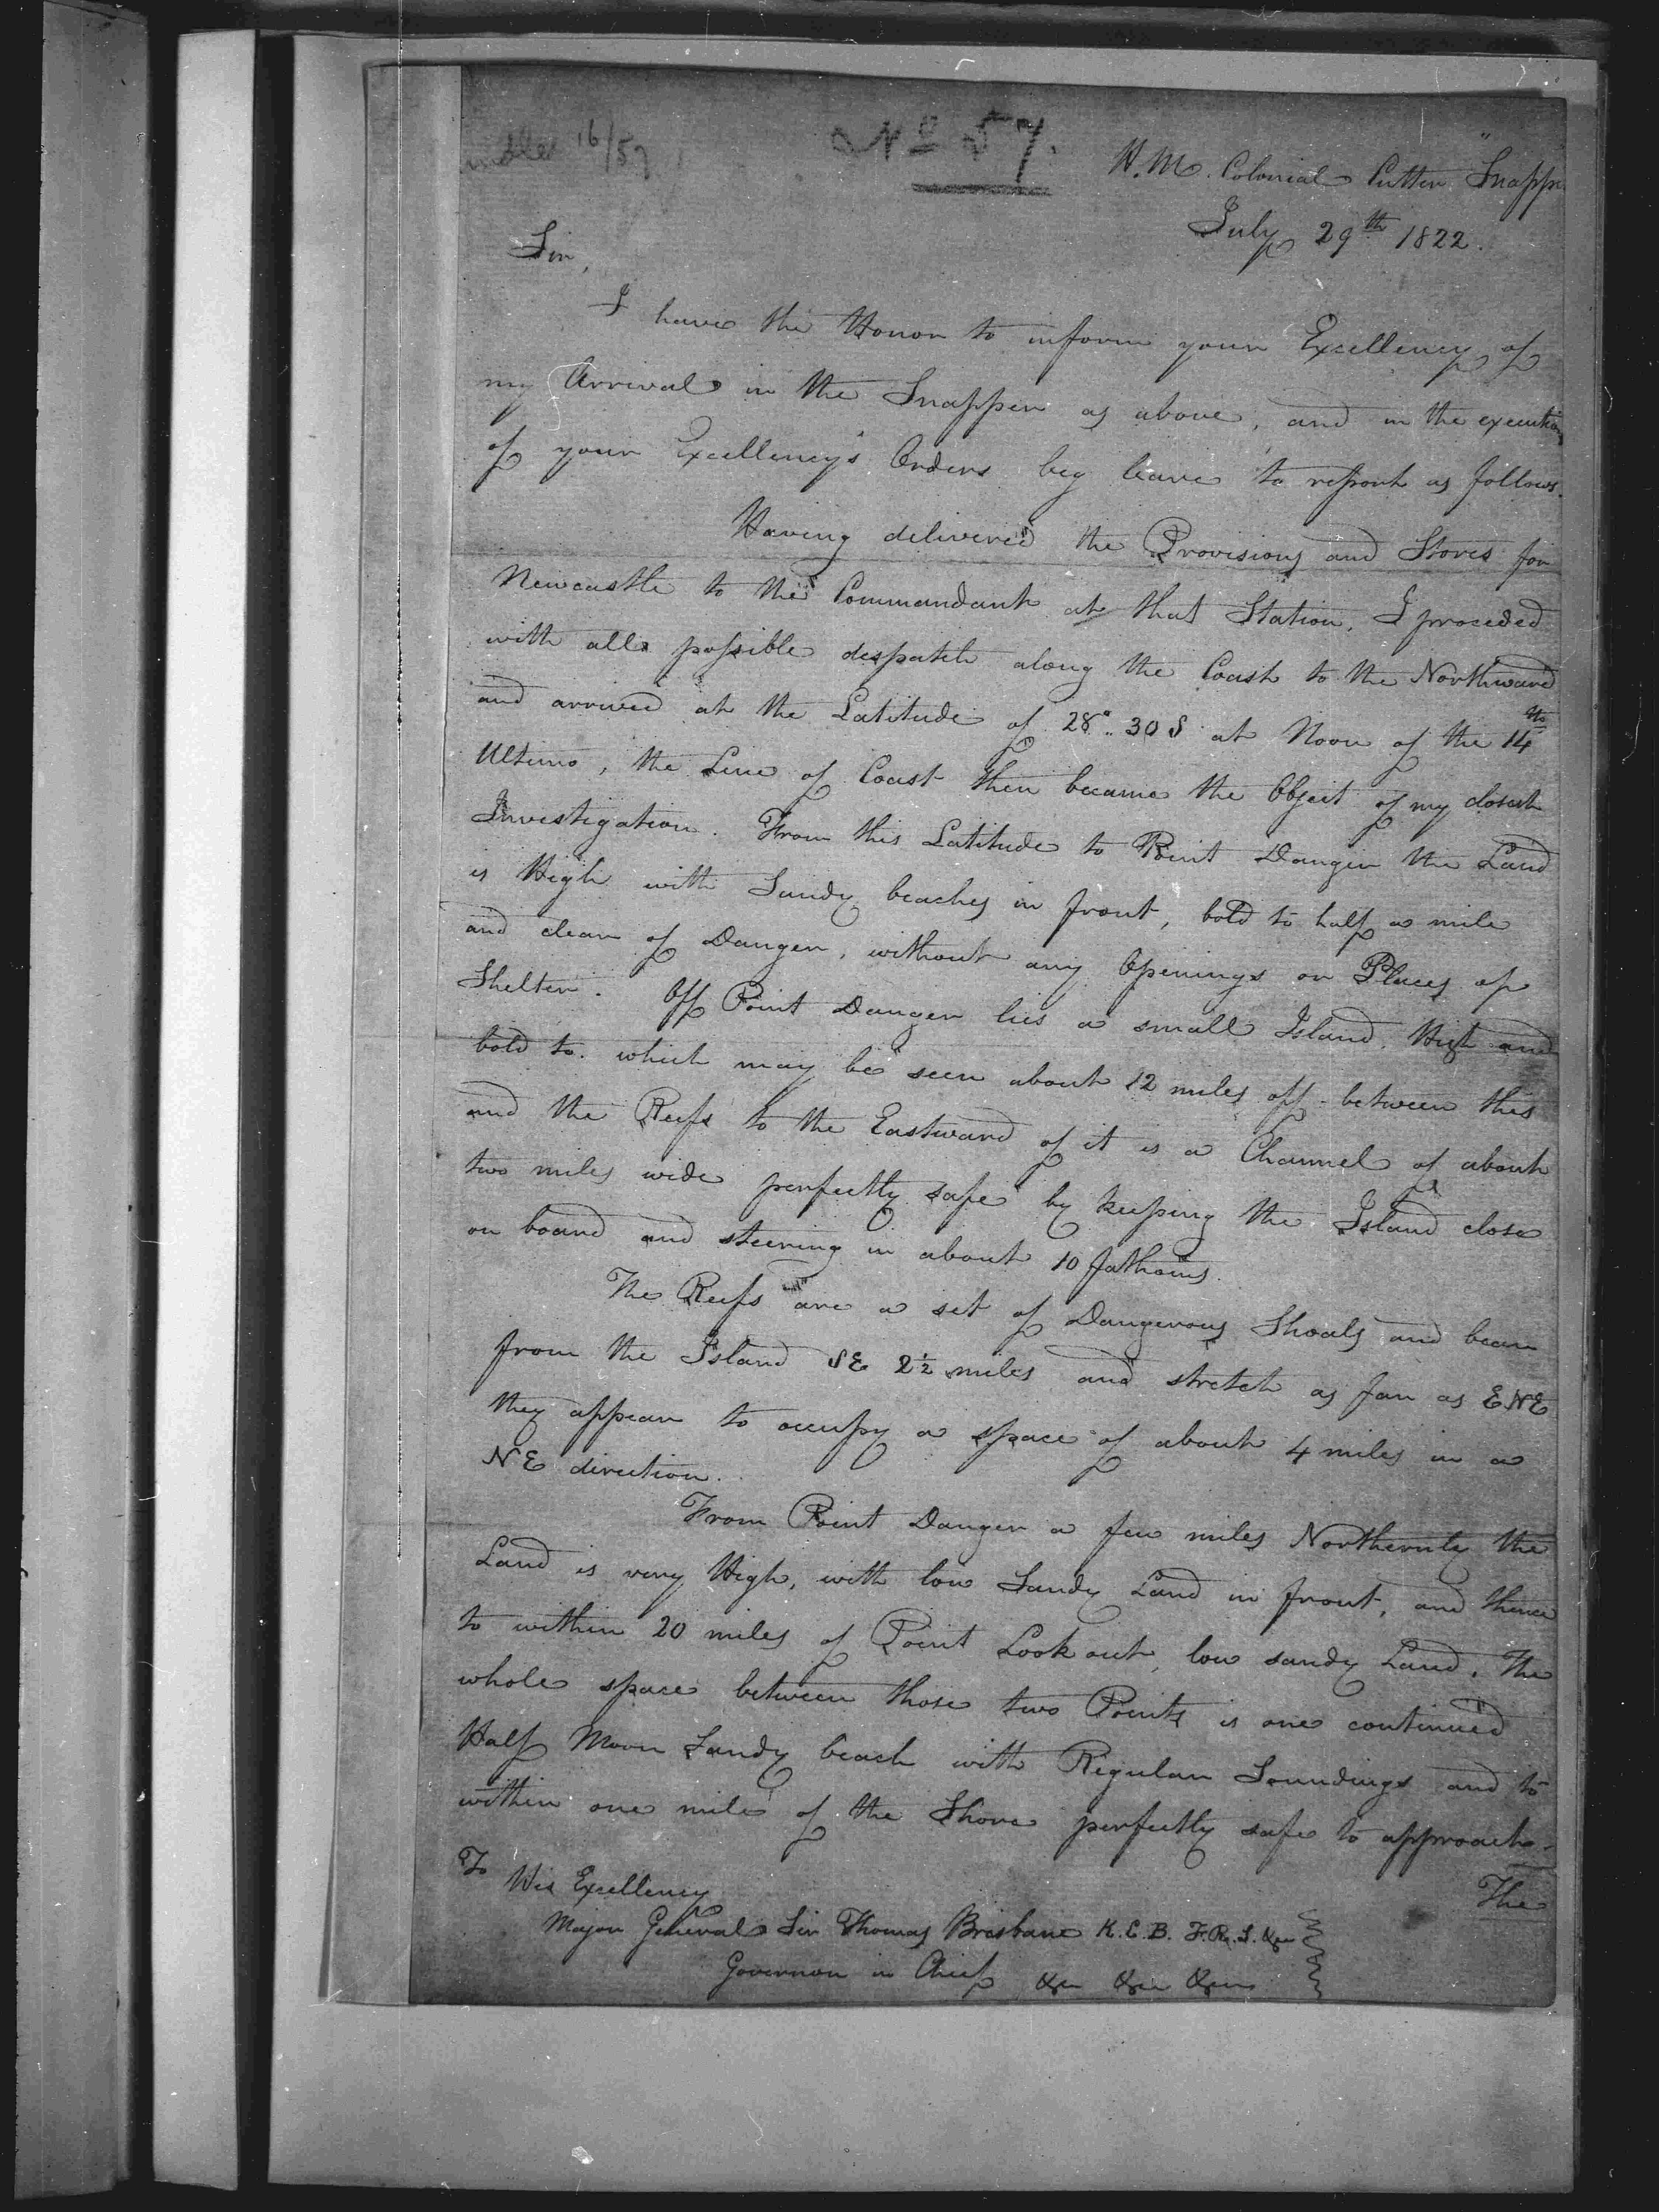 Bundle 16/57
No 57.
H.M. Colonial Cutter "Snapper
July 29th 1822.
Sir,
I have the Honor to inform your Excellency of
my Arrival in the Snapper as above, and in the execution
of your Excellency's Orders beg leave to report as follows.
Having delivered the Provisions and Stores for
Newcastle to the Commandant at that Station, I proceeded
with all possible despatch along the Coast to the Northward
and arrived at the Latitude of 28°.. 30 S at Noon of the 14th
Ultimo, the Line of Coast then became the Object of my closest
Investigation. From this Latitude to Point Danger the Land
is High with Sandy beaches in front, bold to half a mile
and clear of Danger, without any Openings or Places of
Shelter. Off Point Danger lies a small Island, High and
bold to. which may be seen about 12 miles off - between this
and the Reefs to the Eastward of it is a Channel of about
two miles wide perfectly safe by keeping the Island close
on board and steering in about 10 fathoms.
The Reefs are a set of Dangerous Shoals and bear
from the Island SE 2½ miles and stretch as far as ENE
they appear to occupy a space of about 4 miles in a
NE direction.
From Point Danger a few miles Northernly the
Land is very High, with low Sandy Land in front, and thence
to within 20 miles of Point Look out, low sandy Land. The
whole space between those two Points is one continued
Half Moon Sandy beach with Regular Soundings and to
within one mile of the Shore perfectly safe to approach -
The
To
His Excellency
Major General Sir Thomas Brisbane K.C.B. F.R.S. &c
Governor in Chief &c &c &c